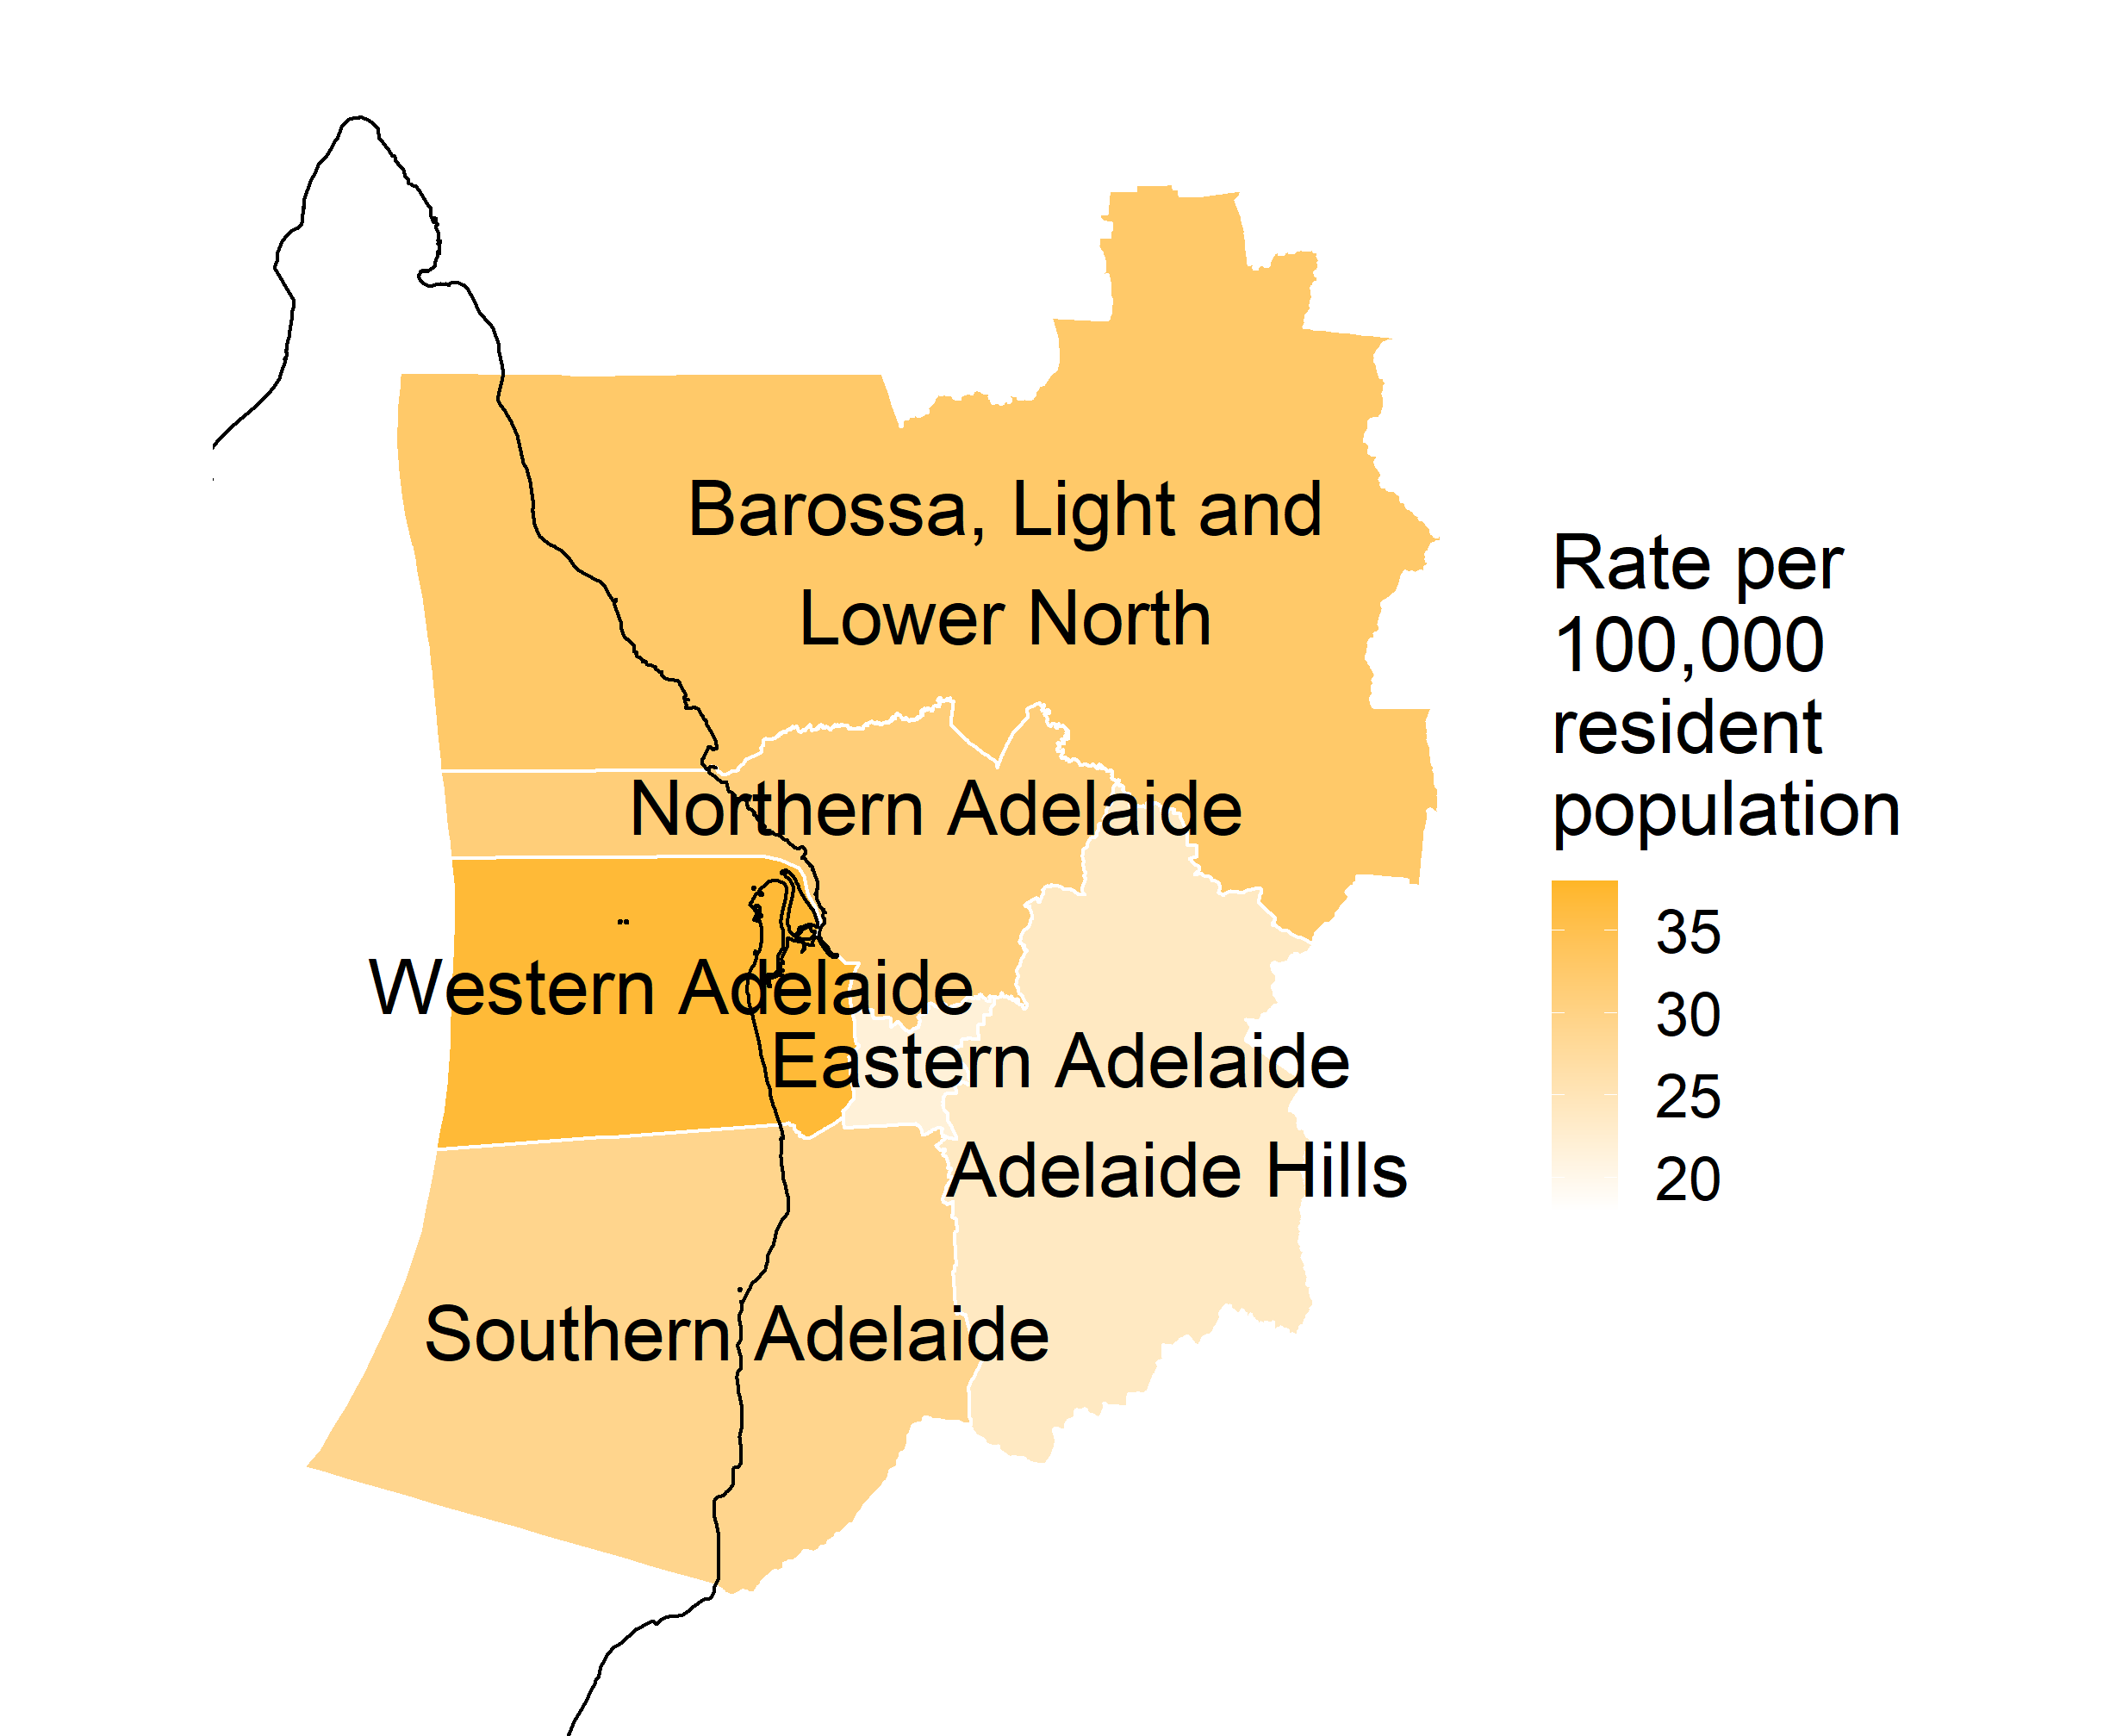 Barossa, Light and
Lower North
Northern Adelaide
Western Adelaide
Eastern Adelaide
Adelaide Hills
Southern Adelaide
Rate per
100,000
resident
population
35
30
25
20